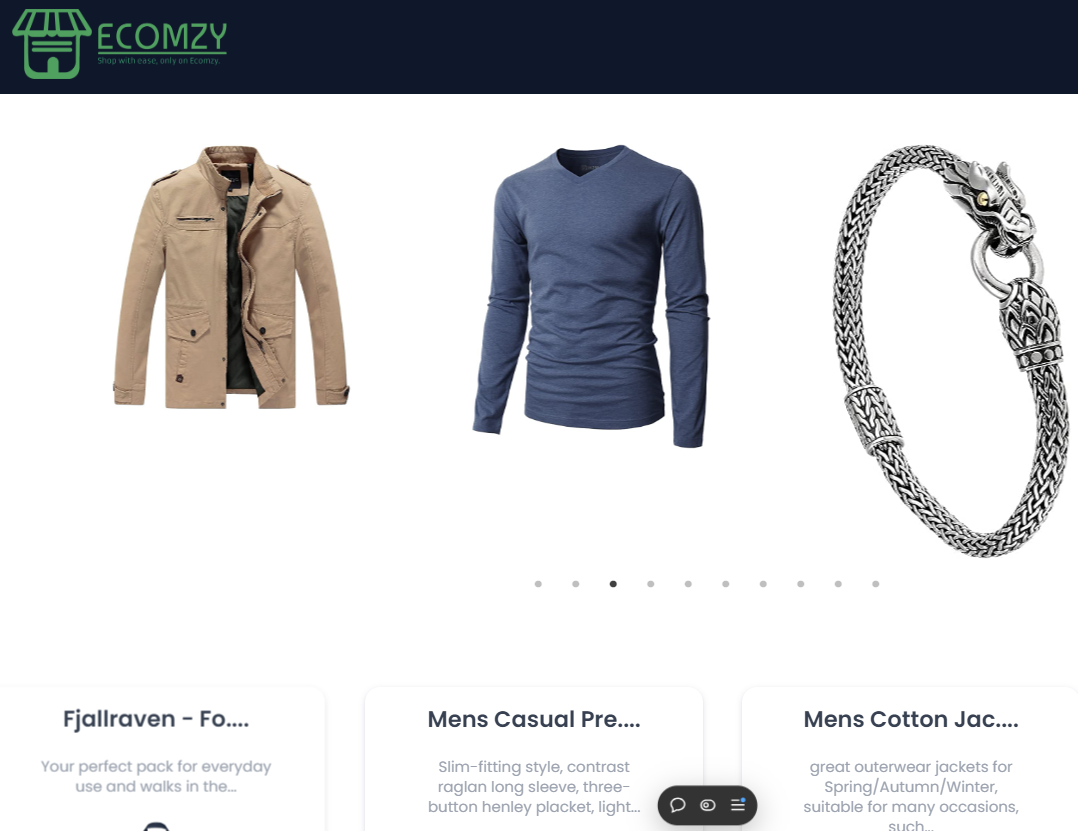 ECOMZY
Shop with ease, only on Ecomzy.
Fjallraven - Fo....
Your perfect pack for everyday
use and walks in the...
Mens Casual Pre....
Slim-fitting style, contrast
raglan long sleeve, three-
button henley placket, light...
Mens Cotton Jac....
great outerwear jackets for
Spring/Autumn/Winter,
suitable for many occasions,
such...